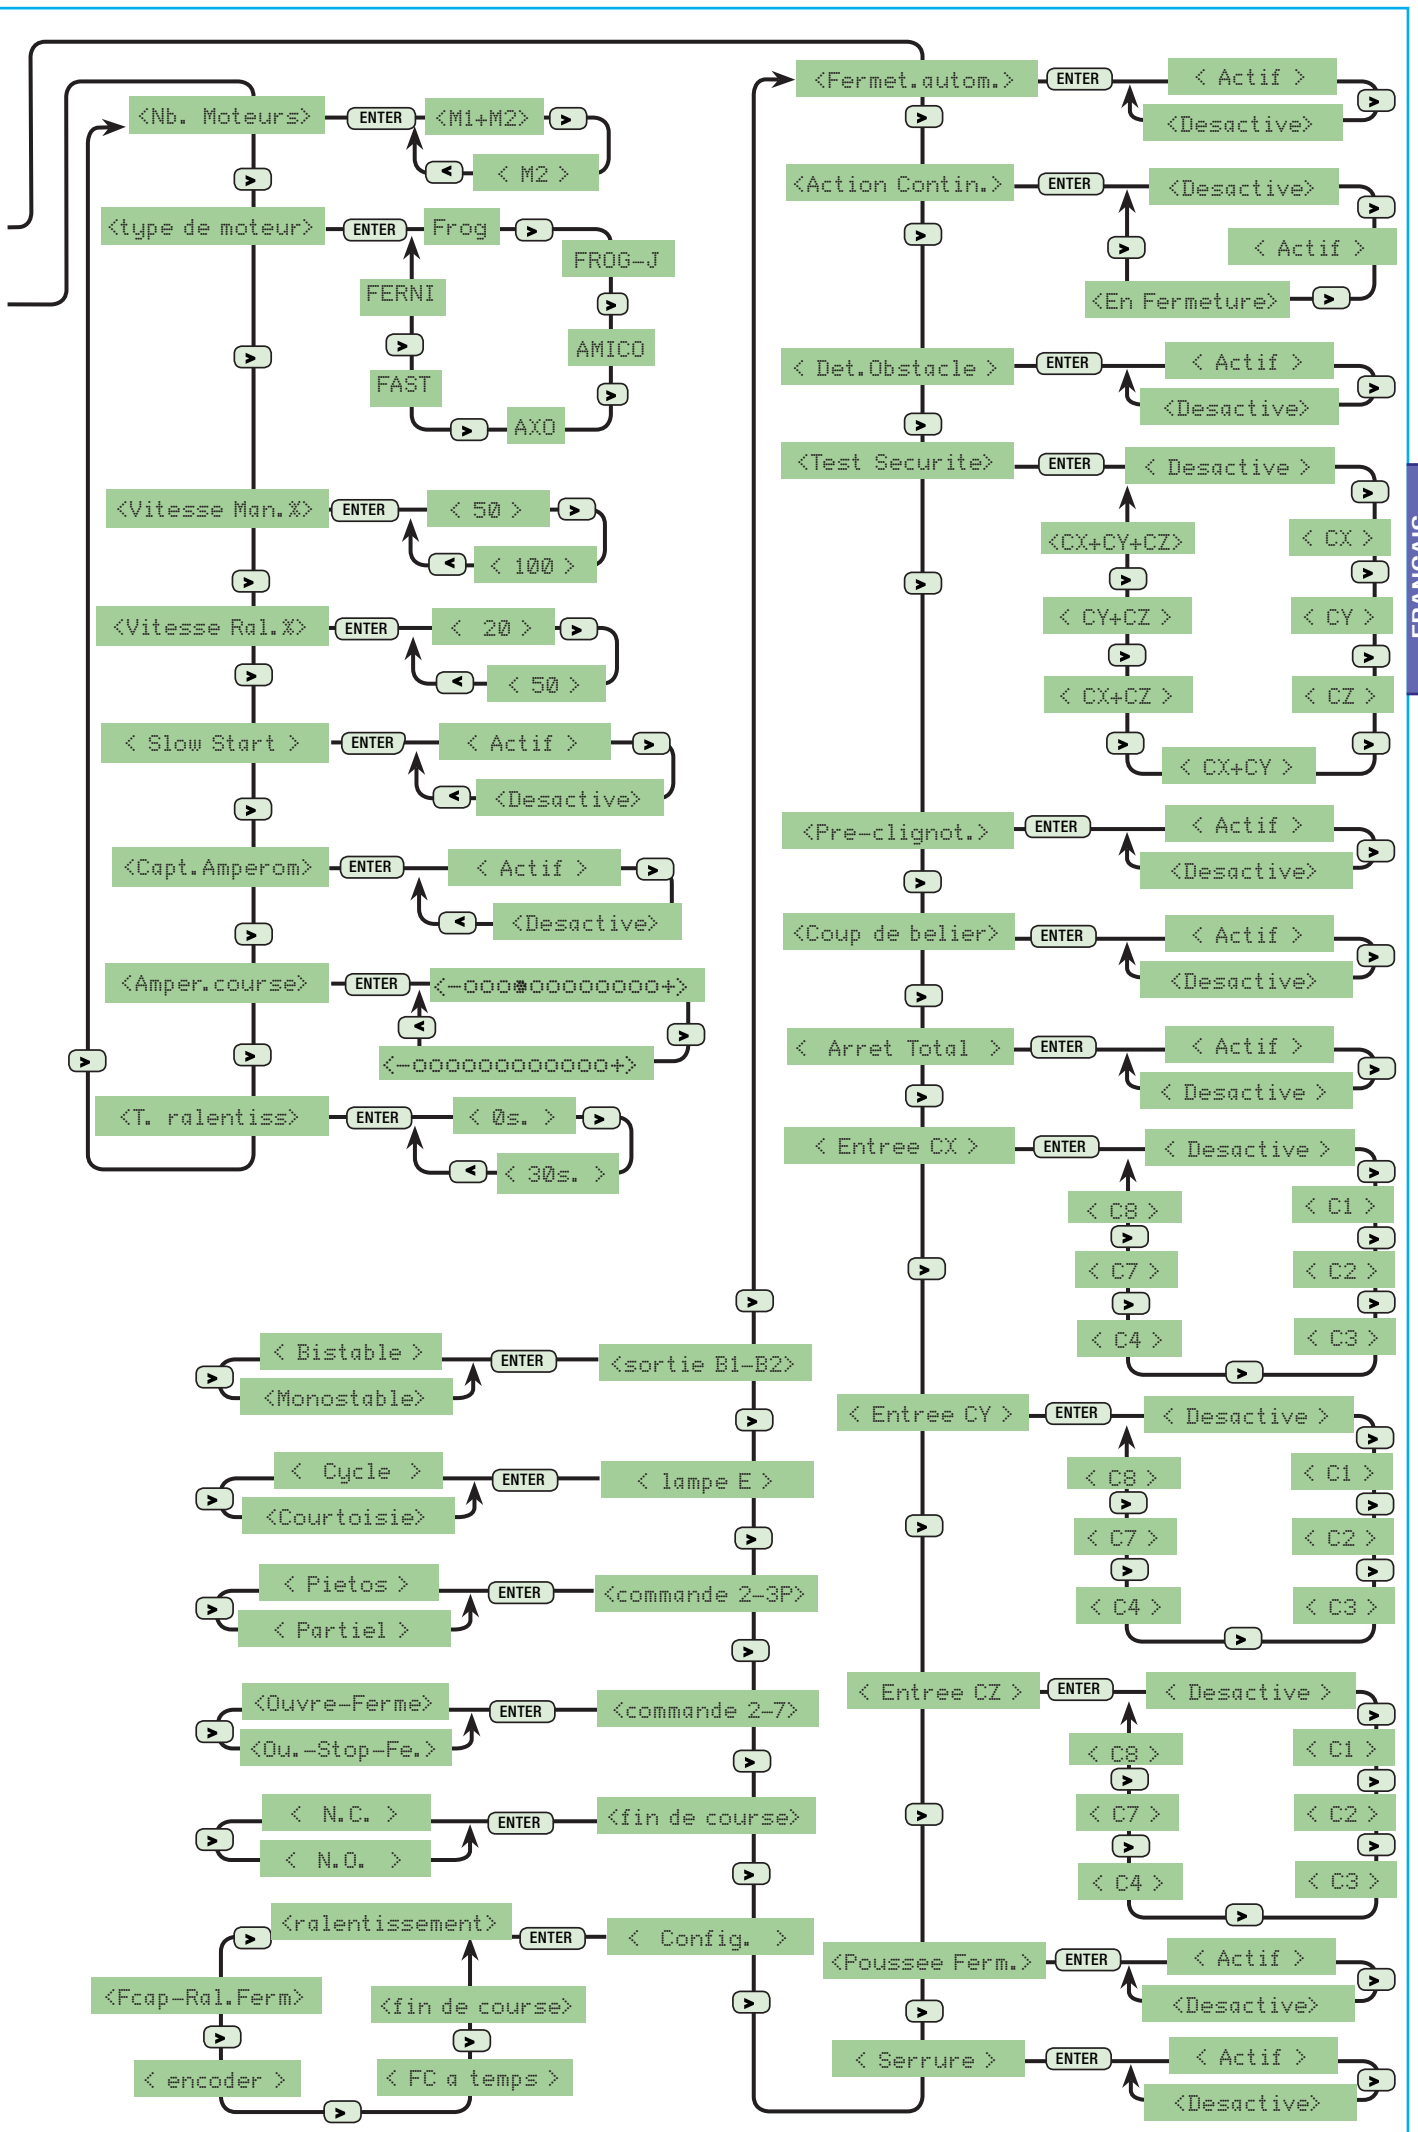 <Nb. Moteurs>
ENTER
<M1+M2>
>
<
< M2 >
>
<type de moteur>
ENTER
Frog
>
FROG-J
>
AMICO
>
AXO
>
FAST
>
FERNI
>
<Vitesse Man.%>
ENTER
< 50 >
>
<
< 100 >
>
<Vitesse Ral.%>
ENTER
< 20 >
>
<
< 50 >
>
< Slow Start >
ENTER
< Actif >
>
<
<Desactive>
>
<Capt.Amperom>
ENTER
< Actif >
>
<
<Desactive>
>
<Amper.course>
ENTER
<-ooo●oooooooo+>
<
>
<-oooooooooooo+>
>
>
<T. ralentiss>
ENTER
< 0s. >
>
<
< 30s. >
<Fermet.autom.>
ENTER
< Actif >
>
<Desactive>
>
<Action Contin.>
ENTER
<Desactive>
>
< Actif >
>
<En Fermeture>
>
>
< Det.Obstacle >
ENTER
< Actif >
>
<Desactive>
>
<Test Securite>
ENTER
< Desactive >
>
< CX >
>
< CY >
>
< CZ >
>
< CX+CY >
>
< CX+CZ >
>
< CY+CZ >
>
<CX+CY+CZ>
>
<Pre-clignot.>
ENTER
< Actif >
>
<Desactive>
>
<Coup de belier>
ENTER
< Actif >
>
<Desactive>
>
< Arret Total >
ENTER
< Actif >
>
< Desactive >
>
< Entree CX >
ENTER
< Desactive >
>
< C1 >
>
< C2 >
>
< C3 >
>
< C4 >
>
< C7 >
>
< C8 >
>
< Entree CY >
ENTER
< Desactive >
>
< C1 >
>
< C2 >
>
< C3 >
>
< C4 >
>
< C7 >
>
< C8 >
>
< Entree CZ >
ENTER
< Desactive >
>
< C1 >
>
< C2 >
>
< C3 >
>
< C4 >
>
< C7 >
>
< C8 >
>
<Poussee Ferm.>
ENTER
< Actif >
>
<Desactive>
>
< Serrure >
ENTER
< Actif >
>
<Desactive>
>
< Bistable >
ENTER
<sortie B1-B2>
>
<Monostable>
>
< Cycle >
ENTER
< lampe E >
>
<Courtoisie>
>
< Pietos >
ENTER
<commande 2-3P>
>
< Partiel >
>
<Ouvre-Ferme>
ENTER
<commande 2-7>
>
<Ou.-Stop-Fe.>
>
< N.C. >
ENTER
<fin de course>
>
< N.O. >
>
<ralentissement>
>
ENTER
< Config. >
<Fcap-Ral.Ferm>
<fin de course>
>
>
>
< encoder >
< FC a temps >
>
FRANCAIS